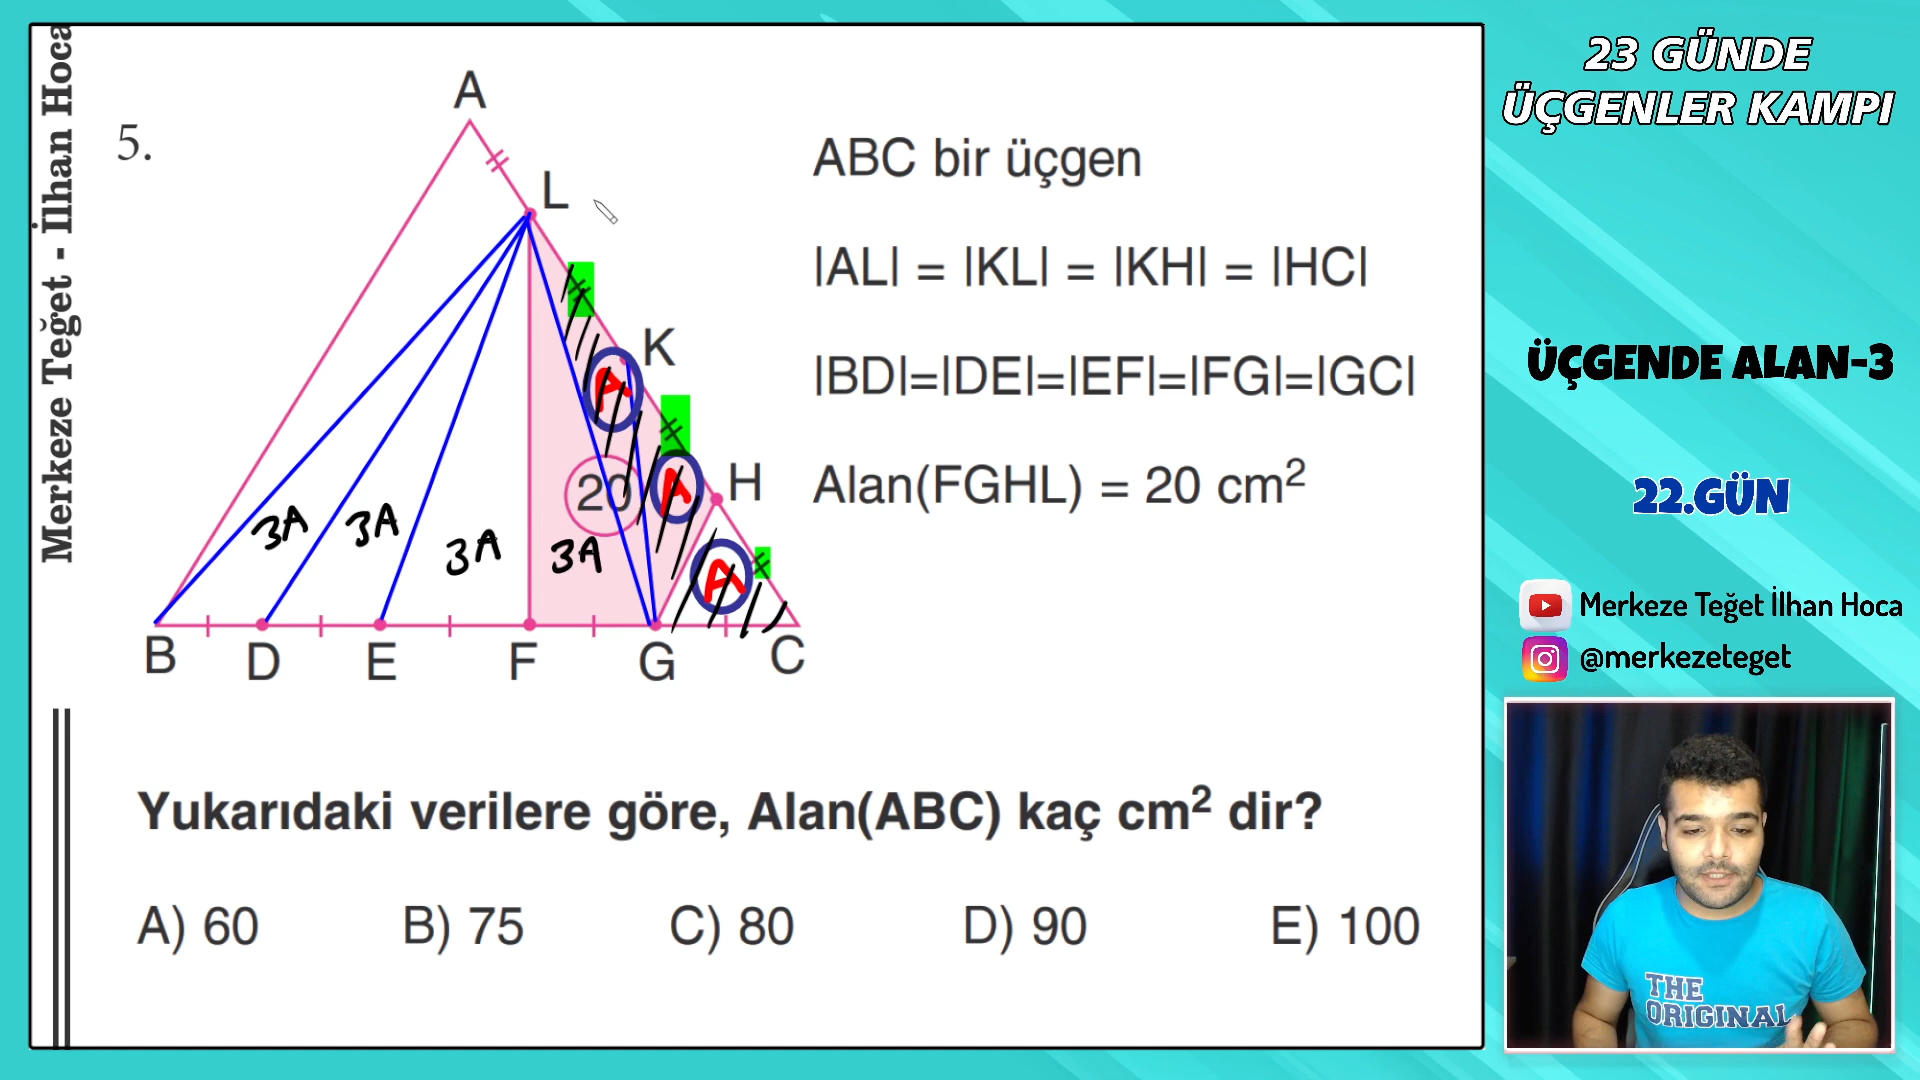 Merkeze Teğet - İlhan Hoca
5.
A
L
K
H
20
A
A
A
3A 3A 3A 3A
B D E F G C
ABC bir üçgen
|AL| = |KL| = |KH| = |HC|
|BD|=|DE|=|EF|=|FG|=|GC|
Alan(FGHL) = 20 cm²
Yukarıdaki verilere göre, Alan(ABC) kaç cm² dir?
A) 60 B) 75 C) 80 D) 90 E) 100
23 GÜNDE
ÜÇGENLER KAMPI
ÜÇGENDE ALAN-3
22.GÜN
Merkeze Teğet İlhan Hoca
@merkezeteget
THE
ORIGINAL